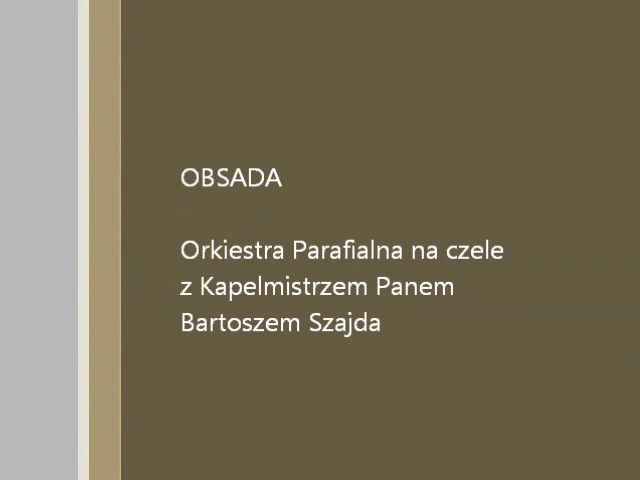 OBSADA
Orkiestra Parafialna na czele
z Kapelmistrzem Panem
Bartoszem Szajda